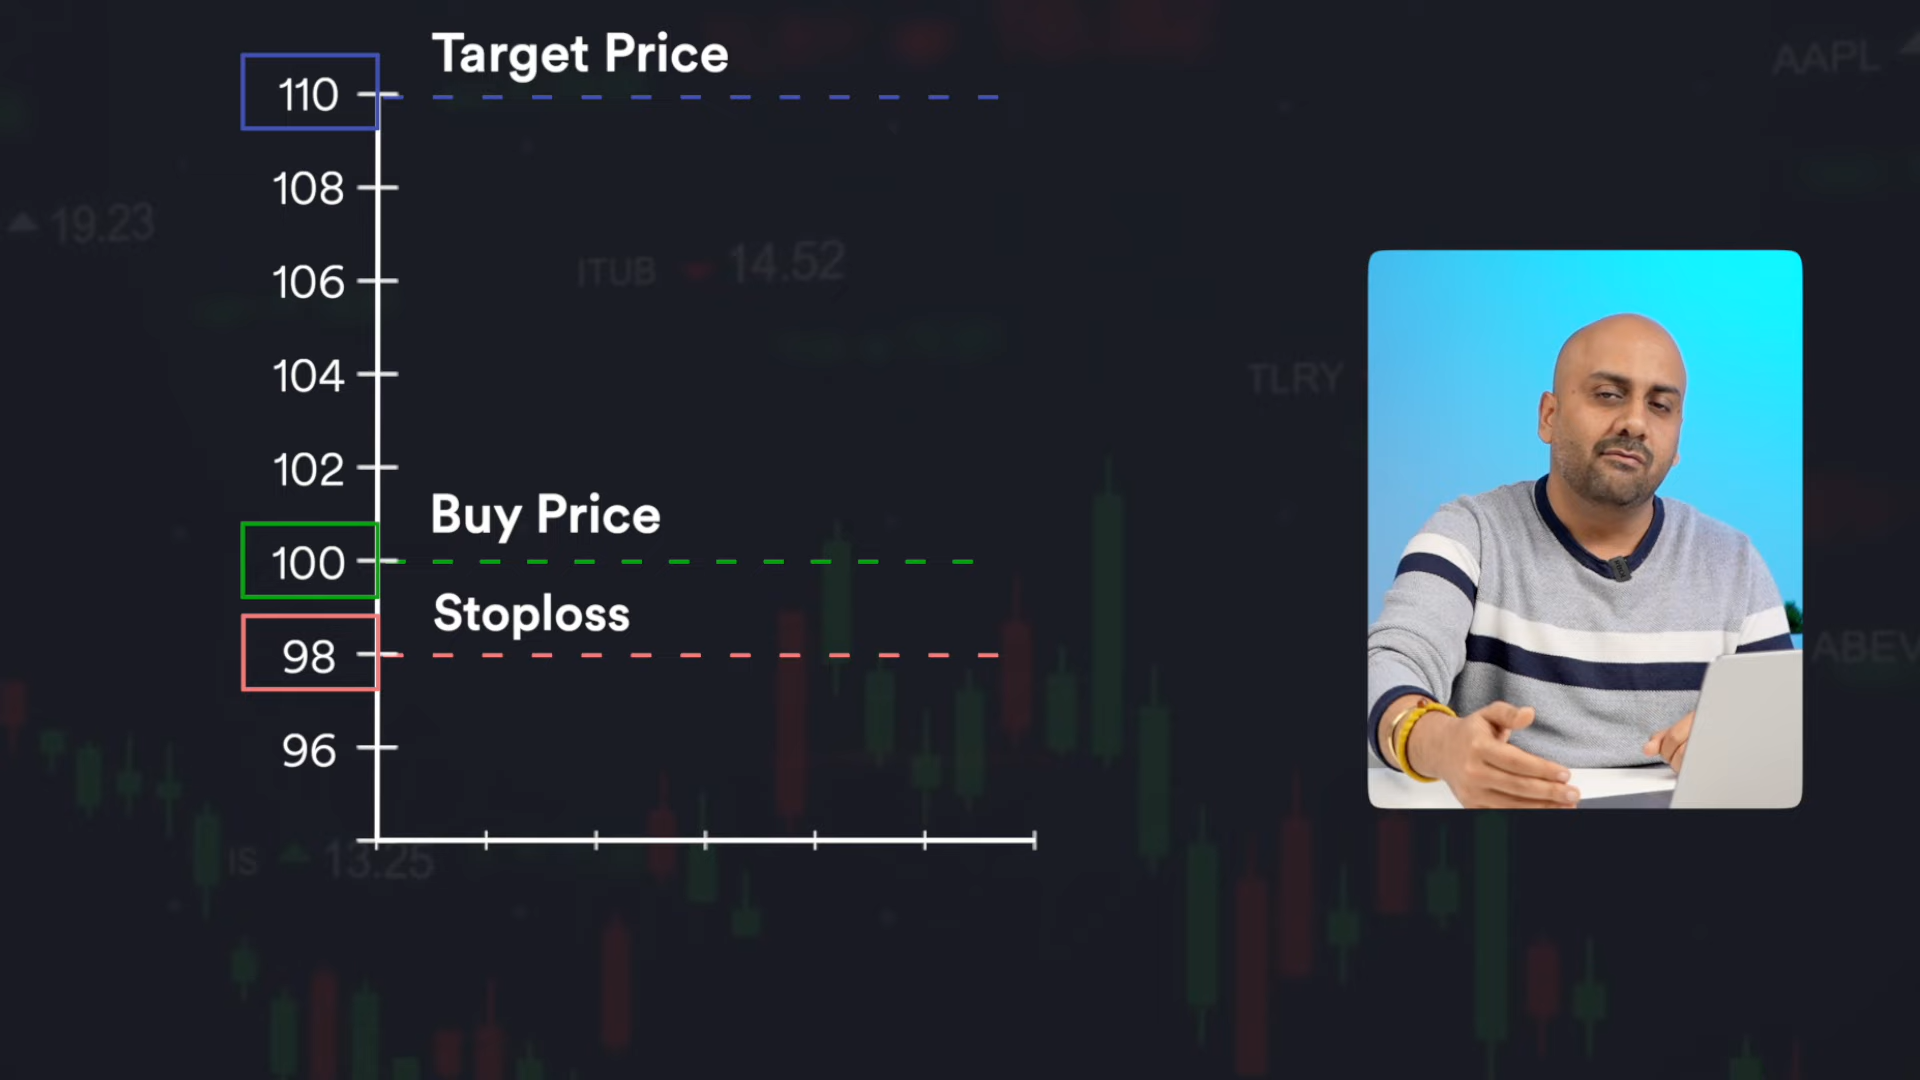 Target Price
110
AAPL
108
19.23
106
ITUB 14.52
104
TLRY
102
Buy Price
100
Stoploss
98
ABEV
96
IS 13.25